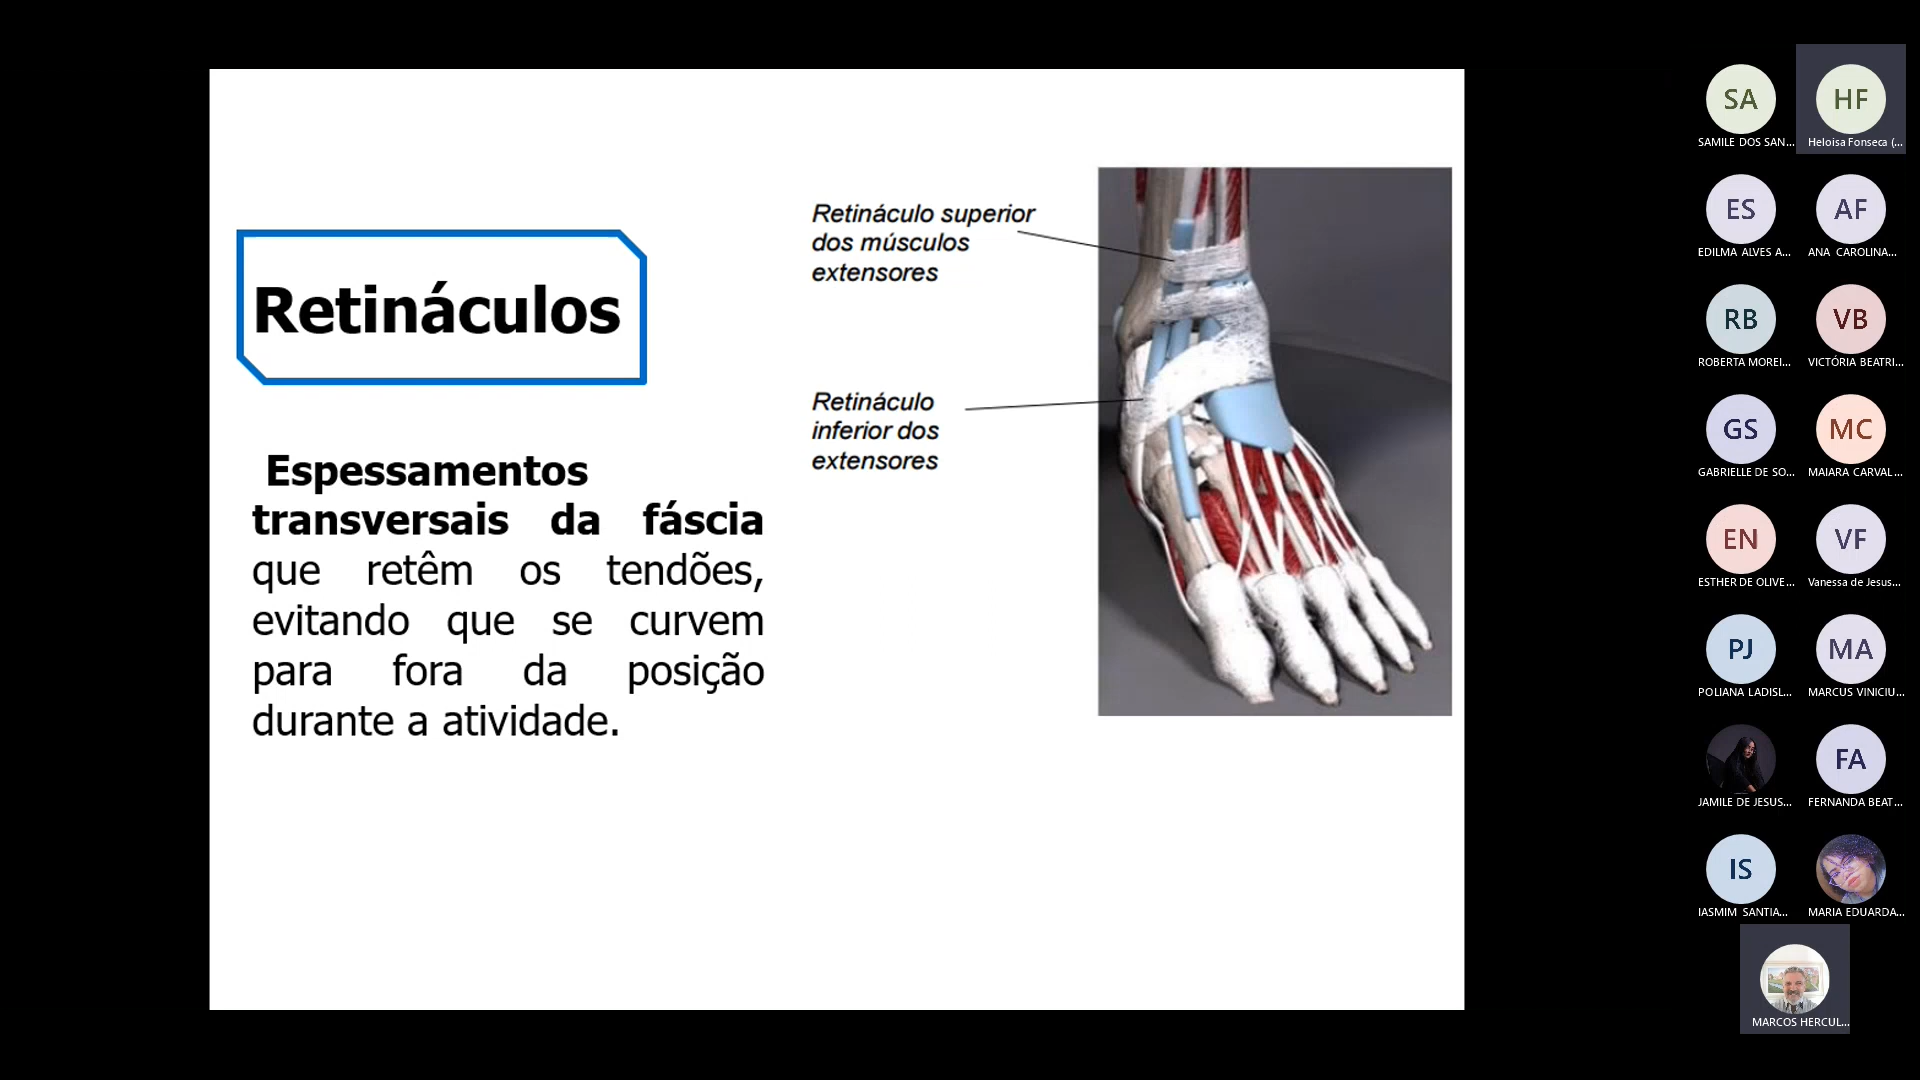 Retináculos
Espessamentos
transversais da fáscia
que retêm os tendões,
evitando que se curvem
para fora da posição
durante a atividade.
Retináculo superior
dos músculos
extensores
Retináculo
inferior dos
extensores
SA
SAMILE DOS SAN...
HF
Heloisa Fonseca (...
ES
EDILMA ALVES A...
AF
ANA CAROLINA...
RB
ROBERTA MOREI...
VB
VICTÓRIA BEATRI...
GS
GABRIELLE DE SO...
MC
MAIARA CARVAL...
EN
ESTHER DE OLIVE...
VF
Vanessa de Jesus...
PJ
POLIANA LADISL...
MA
MARCUS VINICIU...
JAMILE DE JESUS...
FA
FERNANDA BEAT...
IS
IASMIM SANTIA...
MARIA EDUARDA...
MARCOS HERCUL...